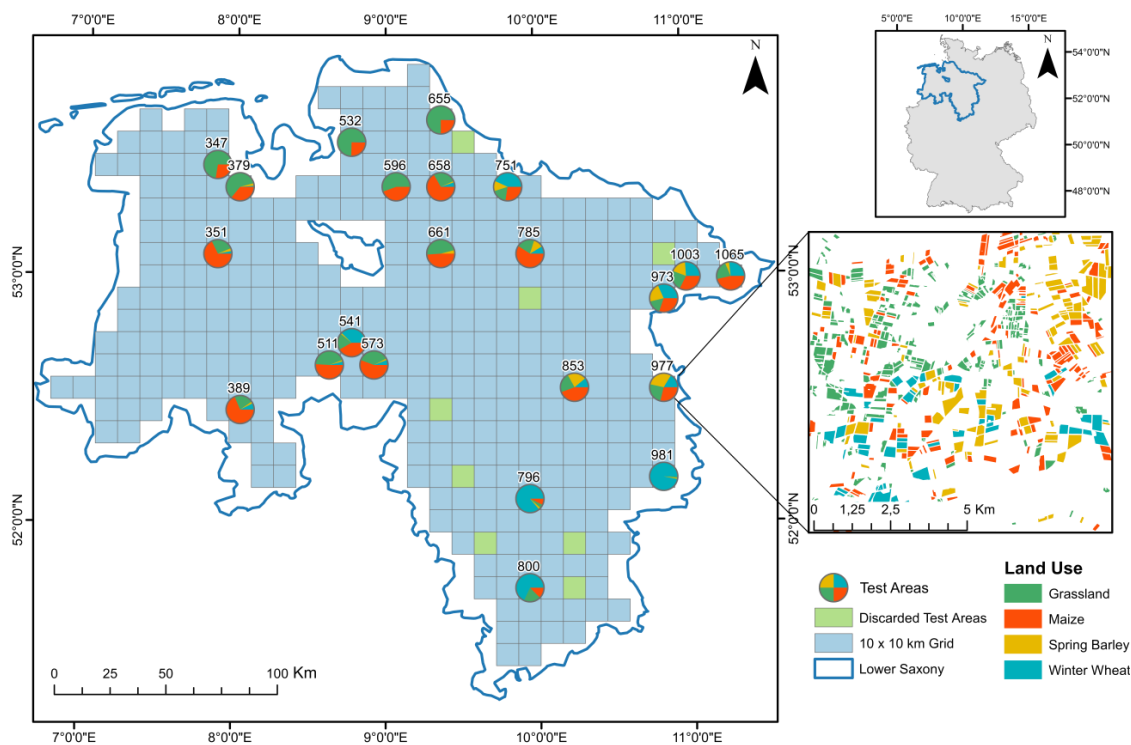 7°0'0"E 8°0'0"E 9°0'0"E 10°0'0"E 11°0'0"E
5°0'0"E 10°0'0"E 15°0'0"E
N
N
54°0'0"N
52°0'0"N
50°0'0"N
48°0'0"N
655
532
347
379
596
658
751
351
661
785
1003
1065
973
53°0'0"N
53°0'0"N
541
511
573
853
977
389
981
796
52°0'0"N
52°0'0"N
800
0 1,25 2,5 5 Km
0 25 50 100 Km
Test Areas
Discarded Test Areas
10 x 10 km Grid
Lower Saxony
Land Use
Grassland
Maize
Spring Barley
Winter Wheat
7°0'0"E 8°0'0"E 9°0'0"E 10°0'0"E 11°0'0"E